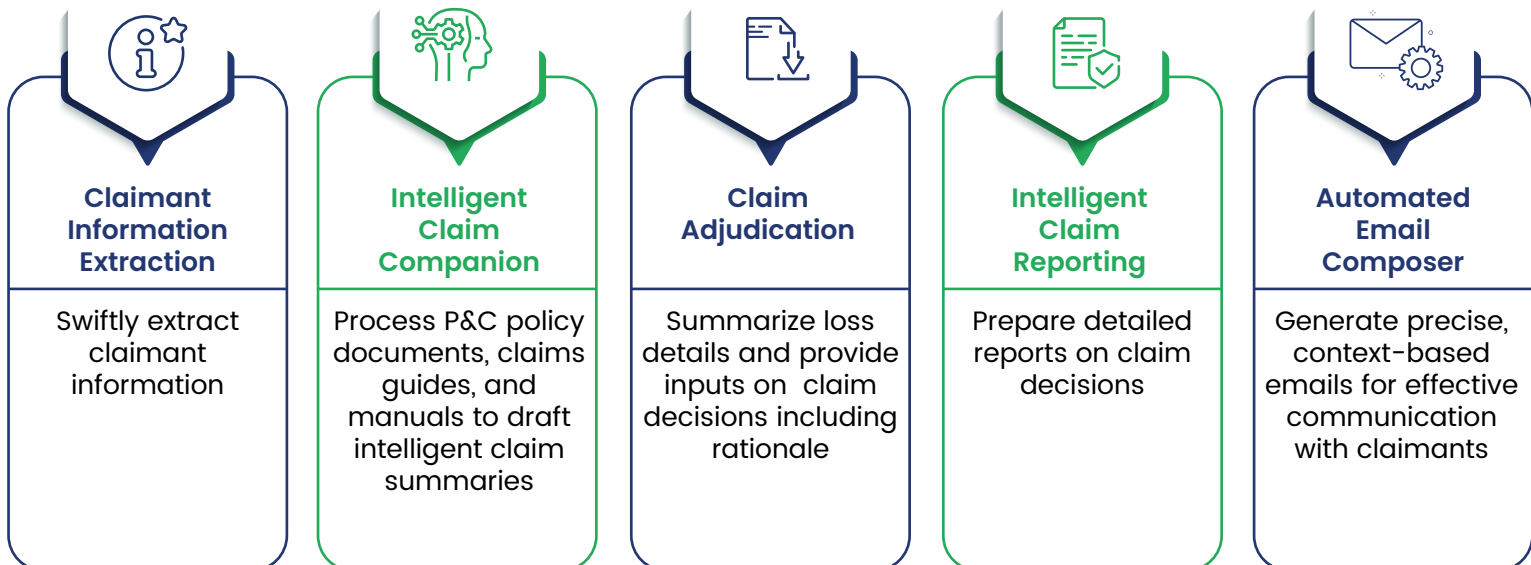 Claimant
Information
Extraction
Swiftly extract
claimant
information
Intelligent
Claim
Companion
Process P&C policy
documents, claims
guides, and
manuals to draft
intelligent claim
summaries
Claim
Adjudication
Summarize loss
details and provide
inputs on  claim
decisions including
rationale
Intelligent
Claim
Reporting
Prepare detailed
reports on claim
decisions
Automated
Email
Composer
Generate precise,
context-based
emails for effective
communication
with claimants